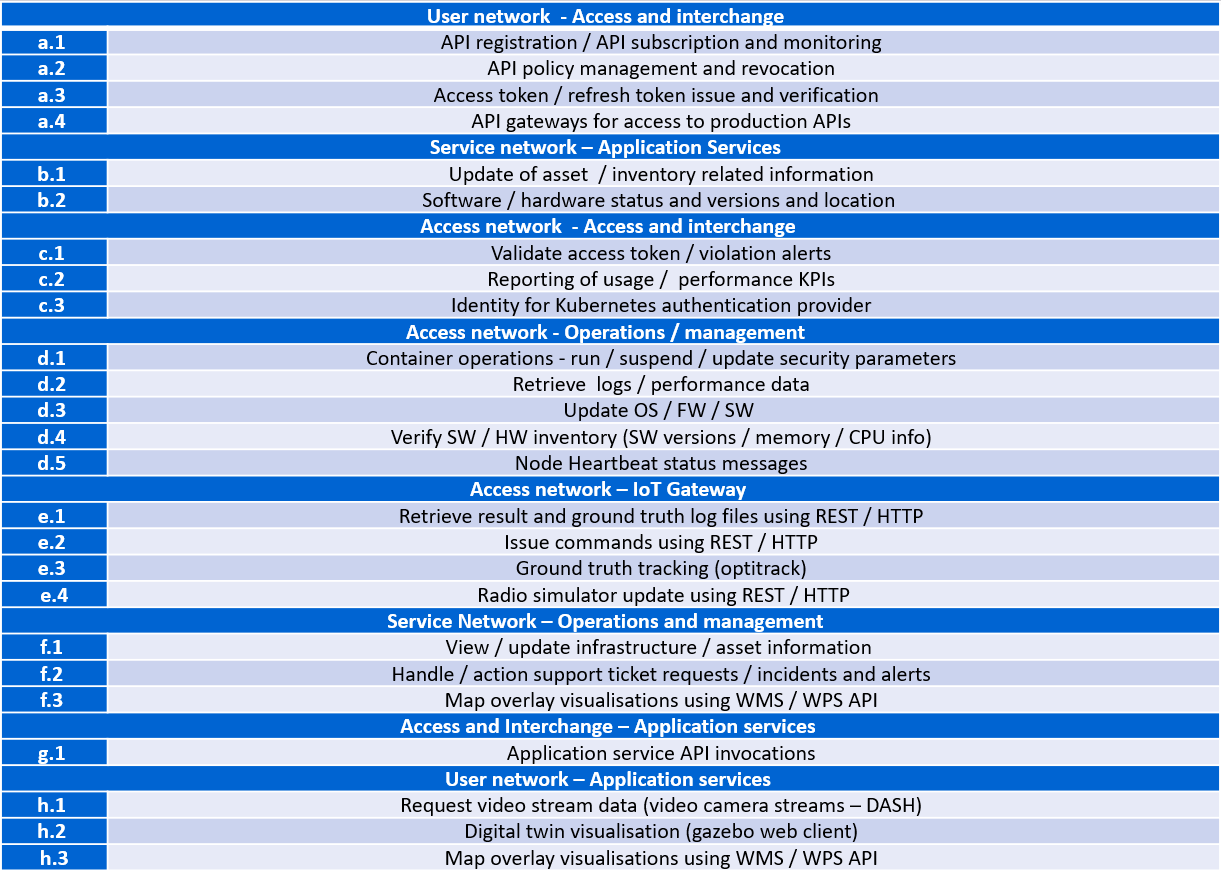 User network - Access and interchange
a.1 API registration / API subscription and monitoring
a.2 API policy management and revocation
a.3 Access token / refresh token issue and verification
a.4 API gateways for access to production APIs
Service network – Application Services
b.1 Update of asset / inventory related information
b.2 Software / hardware status and versions and location
Access network - Access and interchange
c.1 Validate access token / violation alerts
c.2 Reporting of usage / performance KPIs
c.3 Identity for Kubernetes authentication provider
Access network - Operations / management
d.1 Container operations - run / suspend / update security parameters
d.2 Retrieve logs / performance data
d.3 Update OS / FW / SW
d.4 Verify SW / HW inventory (SW versions / memory / CPU info)
d.5 Node Heartbeat status messages
Access network – IoT Gateway
e.1 Retrieve result and ground truth log files using REST / HTTP
e.2 Issue commands using REST / HTTP
e.3 Ground truth tracking (optitrack)
e.4 Radio simulator update using REST / HTTP
Service Network – Operations and management
f.1 View / update infrastructure / asset information
f.2 Handle / action support ticket requests / incidents and alerts
f.3 Map overlay visualisations using WMS / WPS API
Access and Interchange – Application services
g.1 Application service API invocations
User network – Application services
h.1 Request video stream data (video camera streams – DASH)
h.2 Digital twin visualisation (gazebo web client)
h.3 Map overlay visualisations using WMS / WPS API